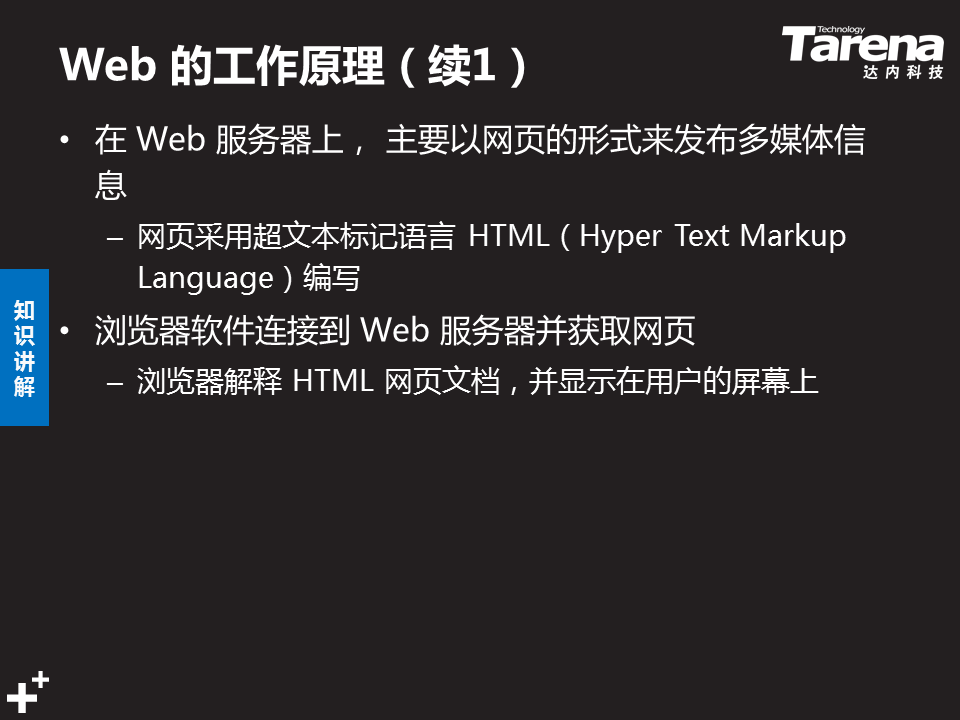 Technology
Tarena
达内科技
Web 的工作原理（续1）
• 在 Web 服务器上， 主要以网页的形式来发布多媒体信
息
– 网页采用超文本标记语言 HTML（Hyper Text Markup
Language）编写
• 浏览器软件连接到 Web 服务器并获取网页
– 浏览器解释 HTML 网页文档，并显示在用户的屏幕上
知
识
讲
解